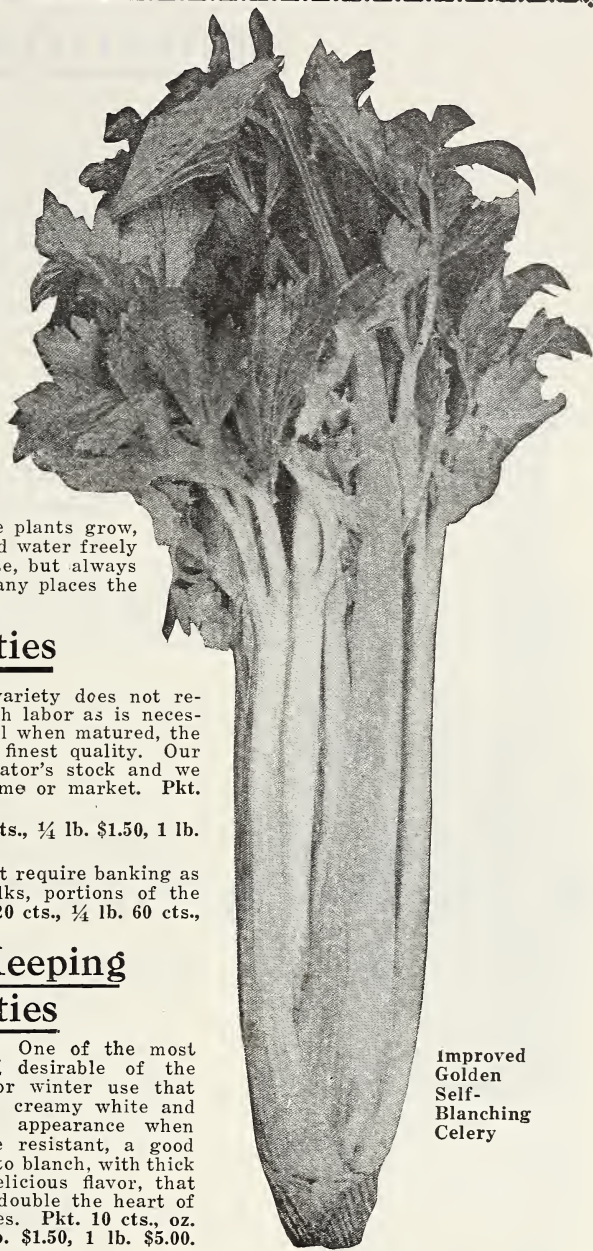 e plants grow,
d water freely
e, but always
any places the
ties
variety does not re-
h labor as is neces-
l when matured, the
finest quality. Our
ator's stock and we
me or market. Pkt.
ts., ¼ lb. $1.50, 1 lb.
t require banking as
lks, portions of the
20 cts., ¼ lb. 60 cts.,
Keeping
ties
One of the most
desirable of the
or winter use that
creamy white and
appearance when
e resistant, a good
to blanch, with thick
elicious flavor, that
double the heart of
es. Pkt. 10 cts., oz.
b. $1.50, 1 lb. $5.00.
Improved
Golden
Self-
Blanching
Celery